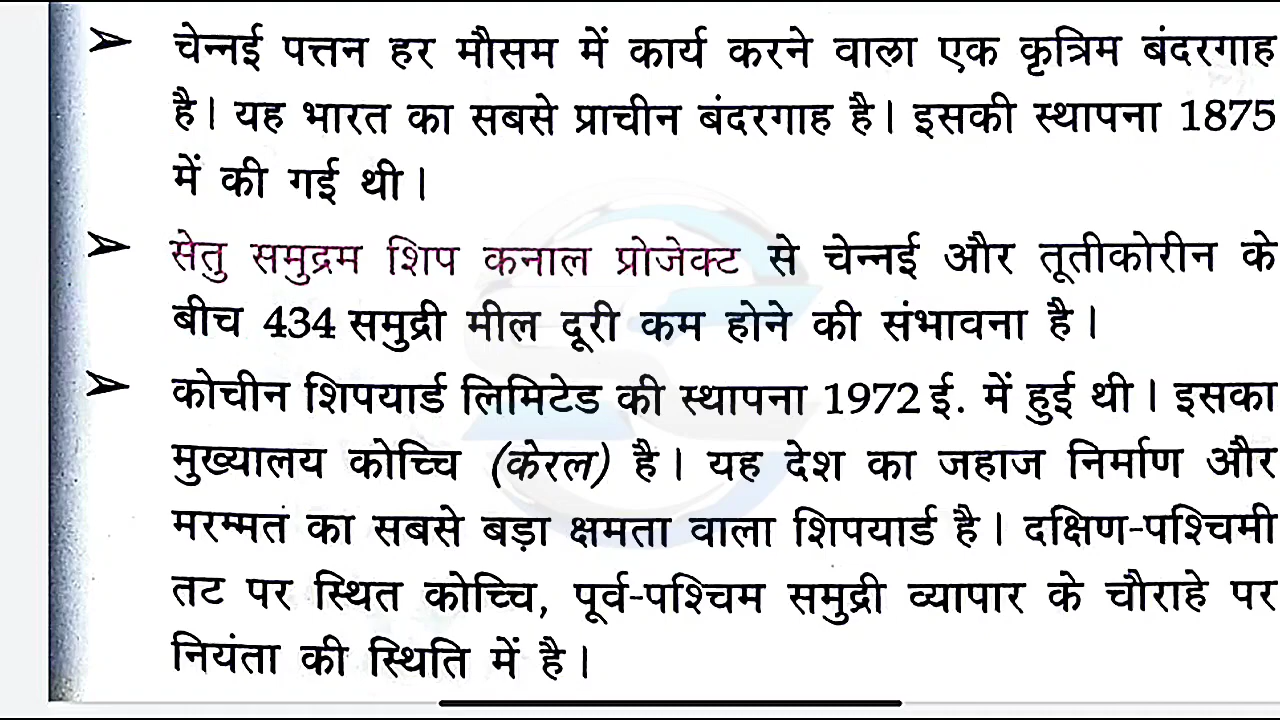 ➢ चेन्नई पत्तन हर मौसम में कार्य करने वाला एक कृत्रिम बंदरगाह
है। यह भारत का सबसे प्राचीन बंदरगाह है। इसकी स्थापना 1875
में की गई थी।
➢ सेतु समुद्रम शिप कनाल प्रोजेक्ट से चेन्नई और तूतीकोरीन के
बीच 434 समुद्री मील दूरी कम होने की संभावना है।
➢ कोचीन शिपयार्ड लिमिटेड की स्थापना 1972 ई. में हुई थी। इसका
मुख्यालय कोच्चि (केरल) है। यह देश का जहाज निर्माण और
मरम्मत का सबसे बड़ा क्षमता वाला शिपयार्ड है। दक्षिण-पश्चिमी
तट पर स्थित कोच्चि, पूर्व-पश्चिम समुद्री व्यापार के चौराहे पर
नियंता की स्थिति में है।